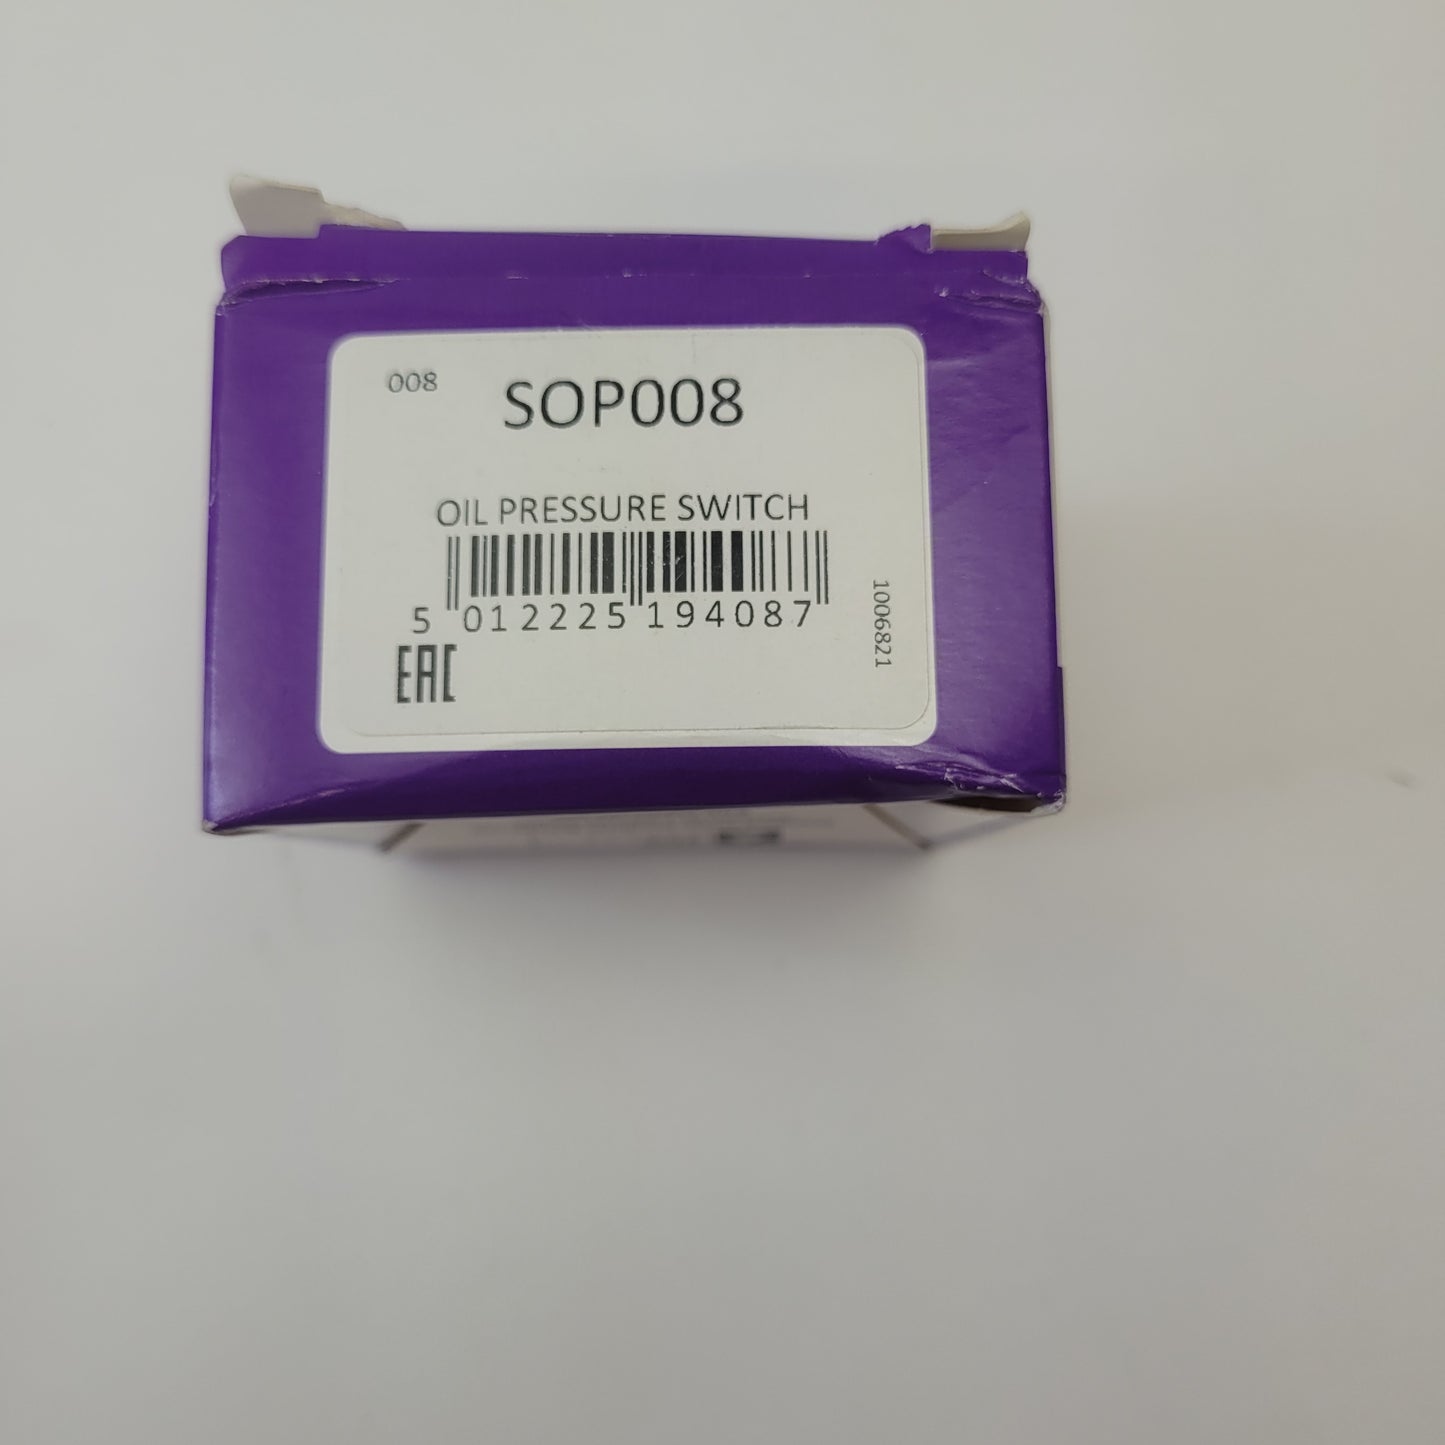 008
SOP008
OIL PRESSURE SWITCH
5 012225 194087
1006821
EAC